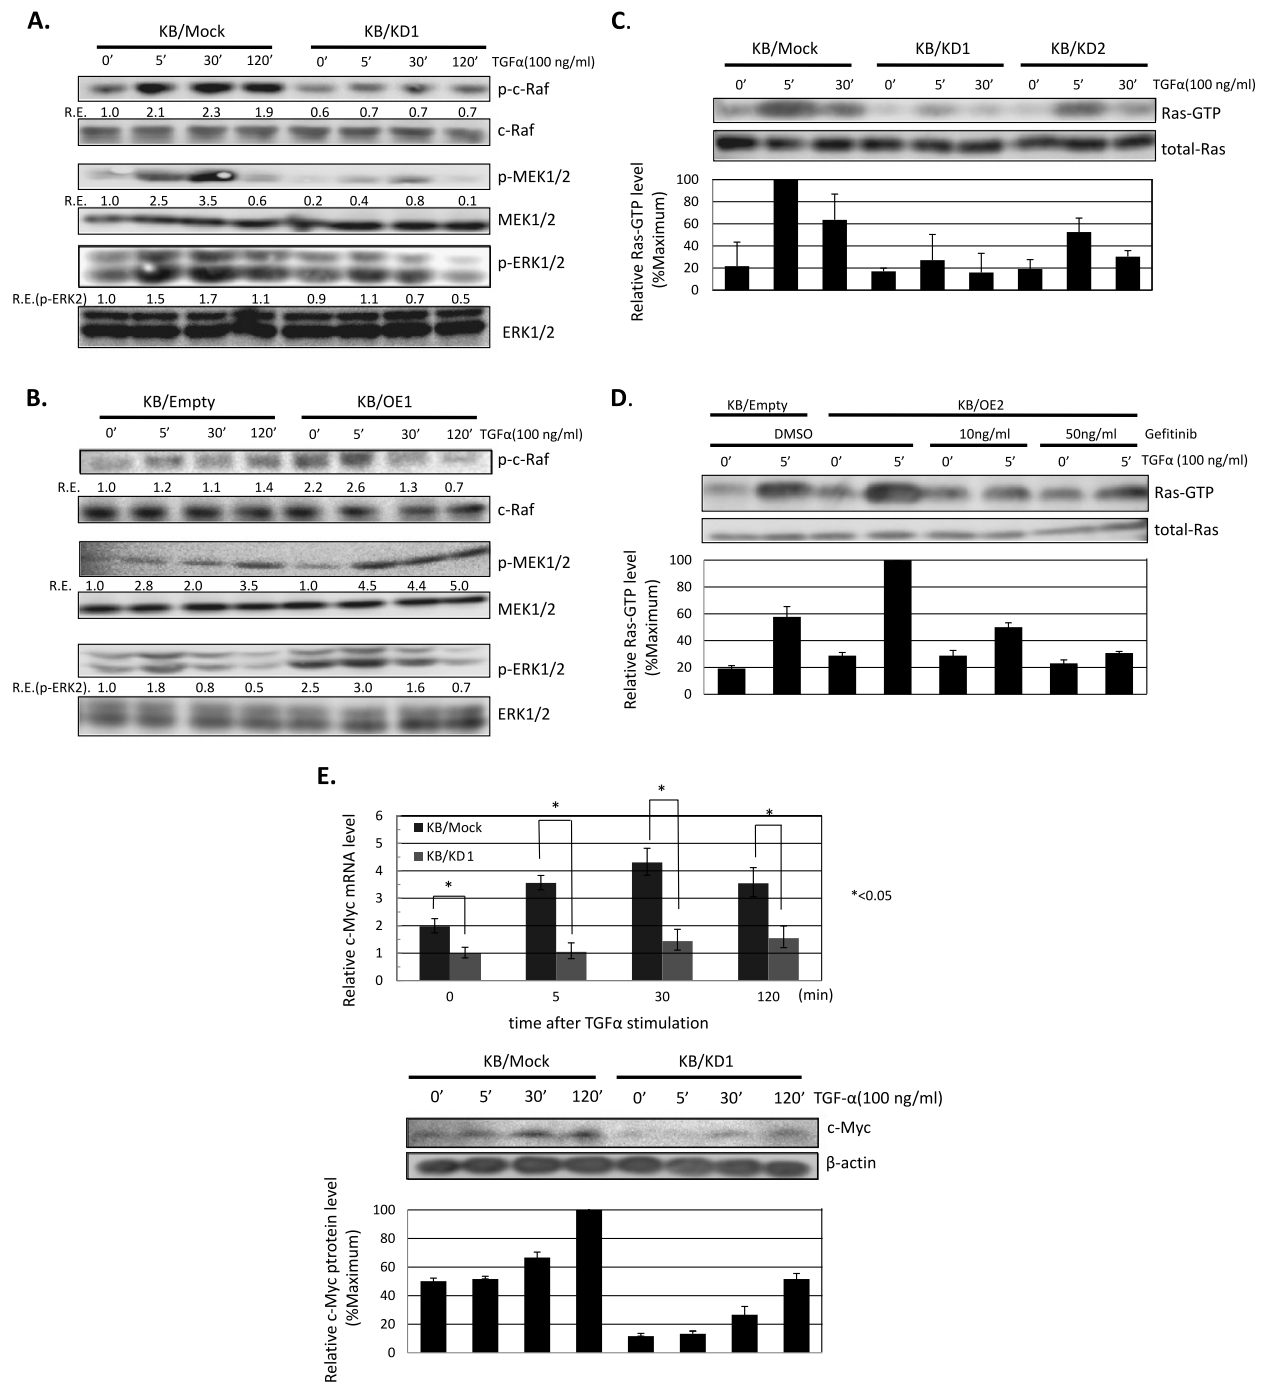 A.
KB/Mock KB/KD1
0’ 5’ 30’ 120’ 0’ 5’ 30’ 120’ TGFα(100 ng/ml)
p-c-Raf
R.E. 1.0 2.1 2.3 1.9 0.6 0.7 0.7 0.7
c-Raf
p-MEK1/2
R.E. 1.0 2.5 3.5 0.6 0.2 0.4 0.8 0.1
MEK1/2
p-ERK1/2
R.E.(p-ERK2) 1.0 1.5 1.7 1.1 0.9 1.1 0.7 0.5
ERK1/2
B.
KB/Empty KB/OE1
0’ 5’ 30’ 120’ 0’ 5’ 30’ 120’ TGFα(100 ng/ml)
p-c-Raf
R.E. 1.0 1.2 1.1 1.4 2.2 2.6 1.3 0.7
c-Raf
p-MEK1/2
R.E. 1.0 2.8 2.0 3.5 1.0 4.5 4.4 5.0
MEK1/2
p-ERK1/2
R.E.(p-ERK2). 1.0 1.8 0.8 0.5 2.5 3.0 1.6 0.7
ERK1/2
C.
KB/Mock KB/KD1 KB/KD2
0’ 5’ 30’ 0’ 5’ 30’ 0’ 5’ 30’ TGFα(100 ng/ml)
Ras-GTP
total-Ras
Relative Ras-GTP level
(%Maximum)
100
80
60
40
20
0
D.
KB/Empty KB/OE2
DMSO 10ng/ml 50ng/ml Gefitinib
0’ 5’ 0’ 5’ 0’ 5’ 0’ 5’ TGFα (100 ng/ml)
Ras-GTP
total-Ras
Relative Ras-GTP level
(%Maximum)
100
80
60
40
20
0
E.
Relative c-Myc mRNA level
6
5
4
3
2
1
0
KB/Mock
KB/KD1
* * * *
*<0.05
0 5 30 120 (min)
time after TGFα stimulation
KB/Mock KB/KD1
0’ 5’ 30’ 120’ 0’ 5’ 30’ 120’ TGF-α(100 ng/ml)
c-Myc
β-actin
Relative c-Myc ptrotein level
(%Maximum)
100
80
60
40
20
0